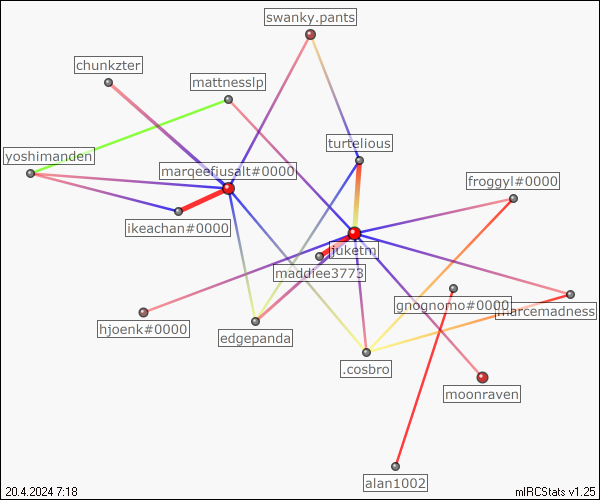 swanky.pants
chunkzter
mattnesslp
turtelious
yoshimanden
marqeefjusalt#0000
froggyl#0000
ikeachan#0000
juketm
maddiee3773
gnognomo#0000
marcemadness
hjoenk#0000
edgepanda
.cosbro
moonraven
alan1002
20.4.2024 7:18
mIRCStats v1.25